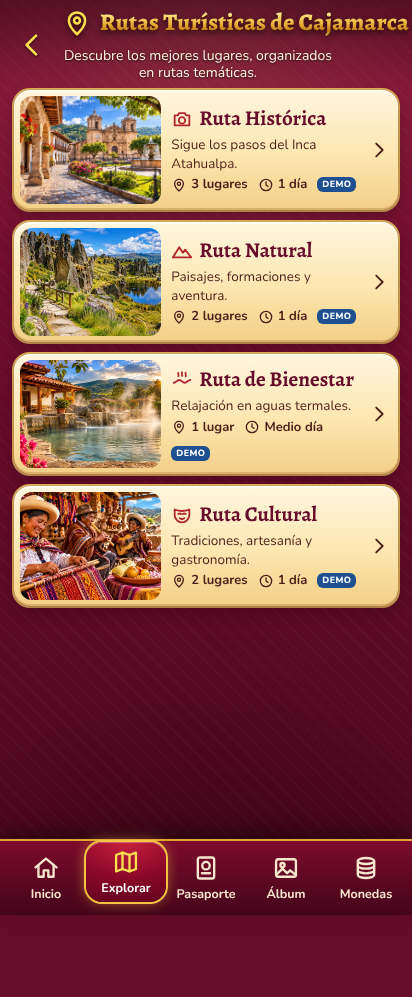 Rutas Turísticas de Cajamarca
Descubre los mejores lugares, organizados
en rutas temáticas.
Ruta Histórica
Sigue los pasos del Inca
Atahualpa.
3 lugares 1 día DEMO
Ruta Natural
Paisajes, formaciones y
aventura.
2 lugares 1 día DEMO
Ruta de Bienestar
Relajación en aguas termales.
1 lugar Medio día
DEMO
Ruta Cultural
Tradiciones, artesanía y
gastronomía.
2 lugares 1 día DEMO
Inicio Explorar Pasaporte Álbum Monedas